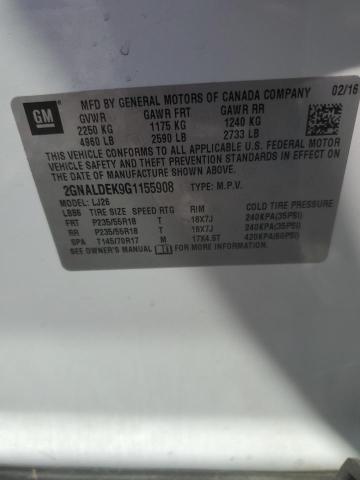 GM
MFD BY GENERAL MOTORS OF CANADA COMPANY 02/16
GVWR GAWR FRT GAWR RR
2250 KG 1175 KG 1240 KG
4960 LB 2590 LB 2733 LB
THIS VEHICLE CONFORMS TO ALL APPLICABLE U.S. FEDERAL MOTOR
VEHICLE SAFETY AND THEFT PREVENTION STANDARDS IN EFFECT
ON THE DATE OF MANUFACTURE SHOWN ABOVE.
2GNALDEK9G1155908 TYPE: M.P.V.
MODEL: LJ26
LBB6 TIRE SIZE SPEED RTG RIM COLD TIRE PRESSURE
FRT P235/55R18 T 18X7J 240KPA(35PSI)
RR P235/55R18 T 18X7J 240KPA(35PSI)
SPA T145/70R17 M 17X4.5T 420KPA(60PSI)
SEE OWNER'S MANUAL FOR ADDITIONAL INFORMATION.